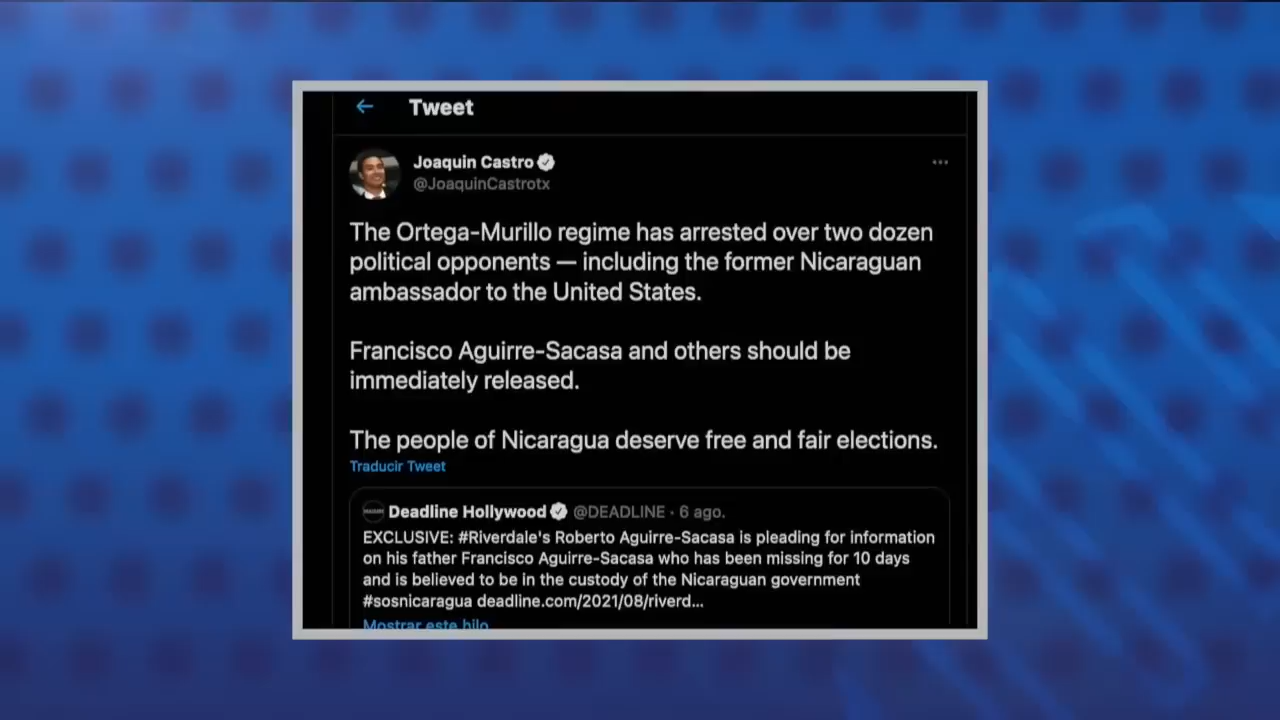 Tweet
Joaquin Castro
@JoaquinCastrotx
The Ortega-Murillo regime has arrested over two dozen
political opponents — including the former Nicaraguan
ambassador to the United States.
Francisco Aguirre-Sacasa and others should be
immediately released.
The people of Nicaragua deserve free and fair elections.
Traducir Tweet
Deadline Hollywood @DEADLINE · 6 ago.
EXCLUSIVE: #Riverdale's Roberto Aguirre-Sacasa is pleading for information
on his father Francisco Aguirre-Sacasa who has been missing for 10 days
and is believed to be in the custody of the Nicaraguan government
#sosnicaragua deadline.com/2021/08/riverd...
Mostrar este hilo